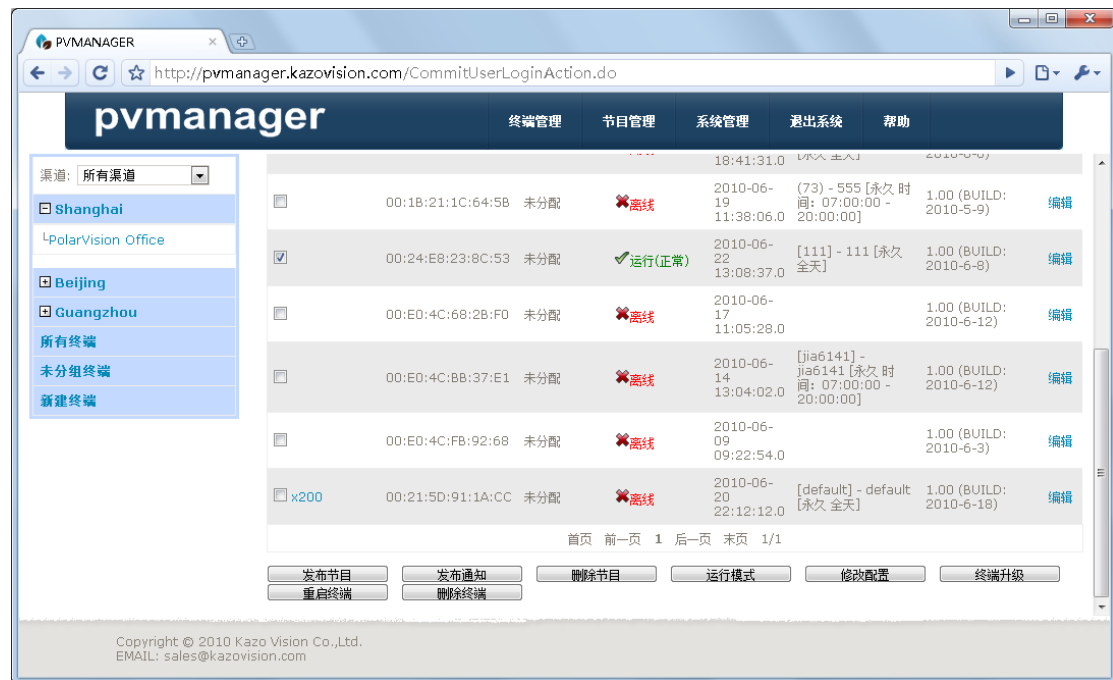 PVMANAGER
http://pvmanager.kazovision.com/CommitUserLoginAction.do
pvmanager
终端管理 节目管理 系统管理 退出系统 帮助
渠道: 所有渠道
Shanghai
PolarVision Office
Beijing
Guangzhou
所有终端
未分组终端
新建终端
18:41:31.0 [永久 全天] 2010-6-6)
00:1B:21:1C:64:5B 未分配 离线 2010-06-19 11:38:06.0 (73) - 555 [永久 时间: 07:00:00 - 20:00:00] 1.00 (BUILD: 2010-5-9) 编辑
00:24:E8:23:8C:53 未分配 运行(正常) 2010-06-22 13:08:37.0 [111] - 111 [永久 全天] 1.00 (BUILD: 2010-6-8) 编辑
00:E0:4C:68:2B:F0 未分配 离线 2010-06-17 11:05:28.0 1.00 (BUILD: 2010-6-12) 编辑
00:E0:4C:BB:37:E1 未分配 离线 2010-06-14 13:04:02.0 [jia6141] - jia6141 [永久 时间: 07:00:00 - 20:00:00] 1.00 (BUILD: 2010-6-12) 编辑
00:E0:4C:FB:92:68 未分配 离线 2010-06-09 09:22:54.0 1.00 (BUILD: 2010-6-3) 编辑
x200 00:21:5D:91:1A:CC 未分配 离线 2010-06-20 22:12:12.0 [default] - default [永久 全天] 1.00 (BUILD: 2010-6-18) 编辑
首页 前一页 1 后一页 末页 1/1
发布节目 发布通知 删除节目 运行模式 修改配置 终端升级
重启终端 删除终端
Copyright © 2010 Kazo Vision Co.,Ltd.
EMAIL: sales@kazovision.com